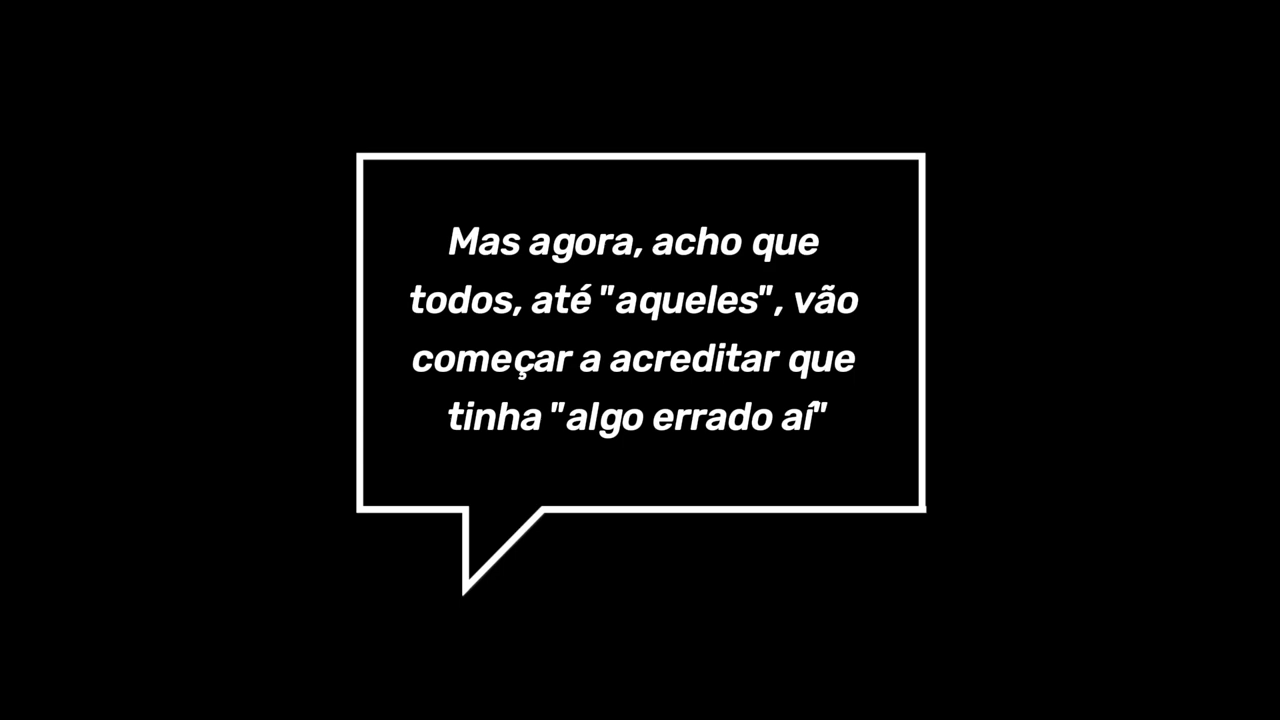 Mas agora, acho que
todos, até "aqueles", vão
começar a acreditar que
tinha "algo errado aí"